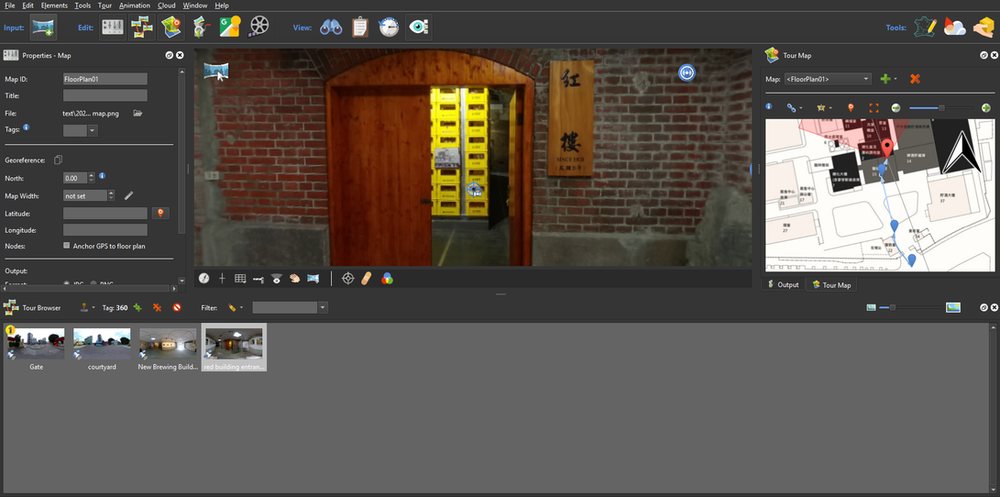 File Edit Elements Tools Tour Animation Cloud Window Help
Input:
Edit:
View:
Tools:
Properties - Map
Map ID: FloorPlan01
Title:
File: text\202... map.png
Tags:
Georeference:
North: 0.00
Map Width: not set
Latitude:
Longitude:
Nodes: Anchor GPS to floor plan
Output:
紅
樓
Tour Map
Map: <FloorPlan01>
Output
Tour Map
Tour Browser
Tag: 360
Filter:
Gate
courtyard
New Brewing Build...
red building entran...